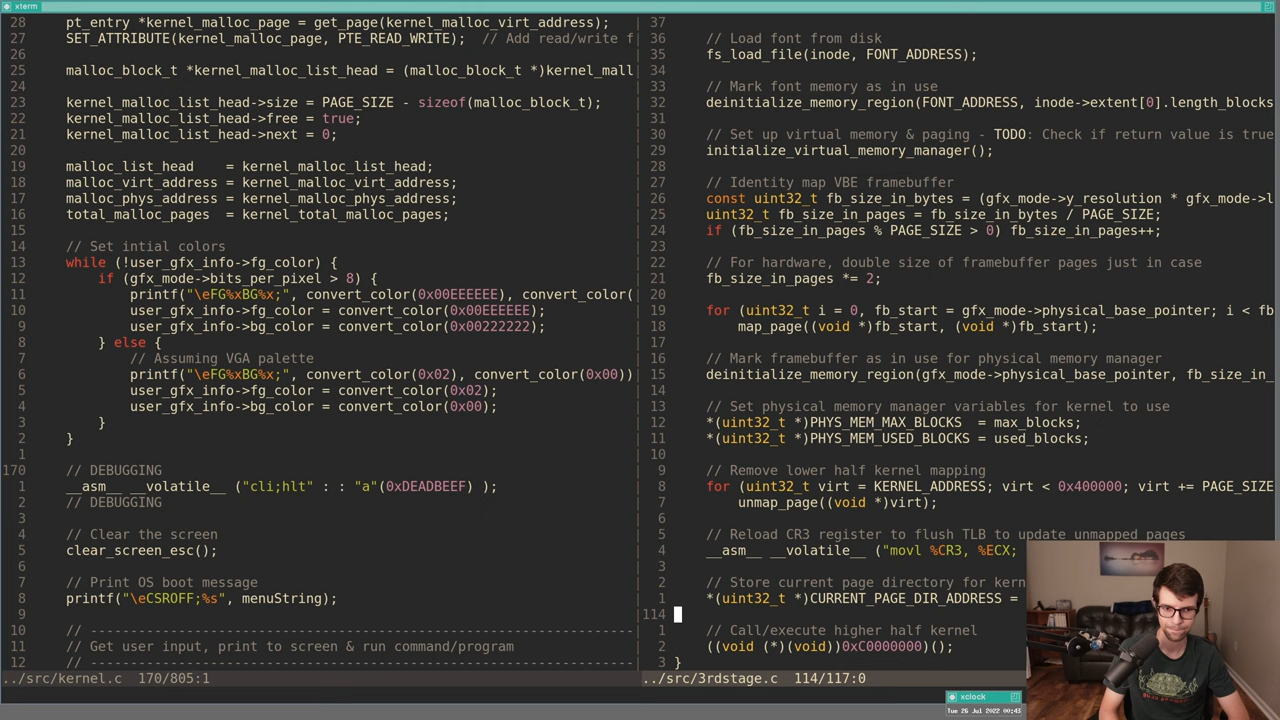 xterm
28 pt_entry *kernel_malloc_page = get_page(kernel_malloc_virt_address);
27 SET_ATTRIBUTE(kernel_malloc_page, PTE_READ_WRITE);  // Add read/write f
26
25 malloc_block_t *kernel_malloc_list_head = (malloc_block_t *)kernel_mall
24
23 kernel_malloc_list_head->size = PAGE_SIZE - sizeof(malloc_block_t);
22 kernel_malloc_list_head->free = true;
21 kernel_malloc_list_head->next = 0;
20
19 malloc_list_head    = kernel_malloc_list_head;
18 malloc_virt_address = kernel_malloc_virt_address;
17 malloc_phys_address = kernel_malloc_phys_address;
16 total_malloc_pages  = kernel_total_malloc_pages;
15
14 // Set intial colors
13 while (!user_gfx_info->fg_color) {
12     if (gfx_mode->bits_per_pixel > 8) {
11         printf("\eFG%xBG%x;", convert_color(0x00EEEEEE), convert_color(
10         user_gfx_info->fg_color = convert_color(0x00EEEEEE);
9         user_gfx_info->bg_color = convert_color(0x00222222);
8     } else {
7         // Assuming VGA palette
6         printf("\eFG%xBG%x;", convert_color(0x02), convert_color(0x00))
5         user_gfx_info->fg_color = convert_color(0x02);
4         user_gfx_info->bg_color = convert_color(0x00);
3     }
2 }
1
170 // DEBUGGING
1 __asm__ __volatile__ ("cli;hlt" : : "a"(0xDEADBEEF) );
2 // DEBUGGING
3
4 // Clear the screen
5 clear_screen_esc();
6
7 // Print OS boot message
8 printf("\eCSROFF;%s", menuString);
9
10 // --------------------------------------------------------------------
11 // Get user input, print to screen & run command/program
12 // --------------------------------------------------------------------
../src/kernel.c  170/805:1
37
36 // Load font from disk
35 fs_load_file(inode, FONT_ADDRESS);
34
33 // Mark font memory as in use
32 deinitialize_memory_region(FONT_ADDRESS, inode->extent[0].length_blocks
31
30 // Set up virtual memory & paging - TODO: Check if return value is true
29 initialize_virtual_memory_manager();
28
27 // Identity map VBE framebuffer
26 const uint32_t fb_size_in_bytes = (gfx_mode->y_resolution * gfx_mode->l
25 uint32_t fb_size_in_pages = fb_size_in_bytes / PAGE_SIZE;
24 if (fb_size_in_pages % PAGE_SIZE > 0) fb_size_in_pages++;
23
22 // For hardware, double size of framebuffer pages just in case
21 fb_size_in_pages *= 2;
20
19 for (uint32_t i = 0, fb_start = gfx_mode->physical_base_pointer; i < fb
18     map_page((void *)fb_start, (void *)fb_start);
17
16 // Mark framebuffer as in use for physical memory manager
15 deinitialize_memory_region(gfx_mode->physical_base_pointer, fb_size_in_
14
13 // Set physical memory manager variables for kernel to use
12 *(uint32_t *)PHYS_MEM_MAX_BLOCKS  = max_blocks;
11 *(uint32_t *)PHYS_MEM_USED_BLOCKS = used_blocks;
10
9 // Remove lower half kernel mapping
8 for (uint32_t virt = KERNEL_ADDRESS; virt < 0x400000; virt += PAGE_SIZE
7     unmap_page((void *)virt);
6
5 // Reload CR3 register to flush TLB to update unmapped pages
4 __asm__ __volatile__ ("movl %CR3, %ECX;
3
2 // Store current page directory for kern
1 *(uint32_t *)CURRENT_PAGE_DIR_ADDRESS =
114
1 // Call/execute higher half kernel
2 ((void (*)(void))0xC0000000)();
3 }
../src/3rdstage.c  114/117:0
xclock
Tue 26 Jul 2022 00:43